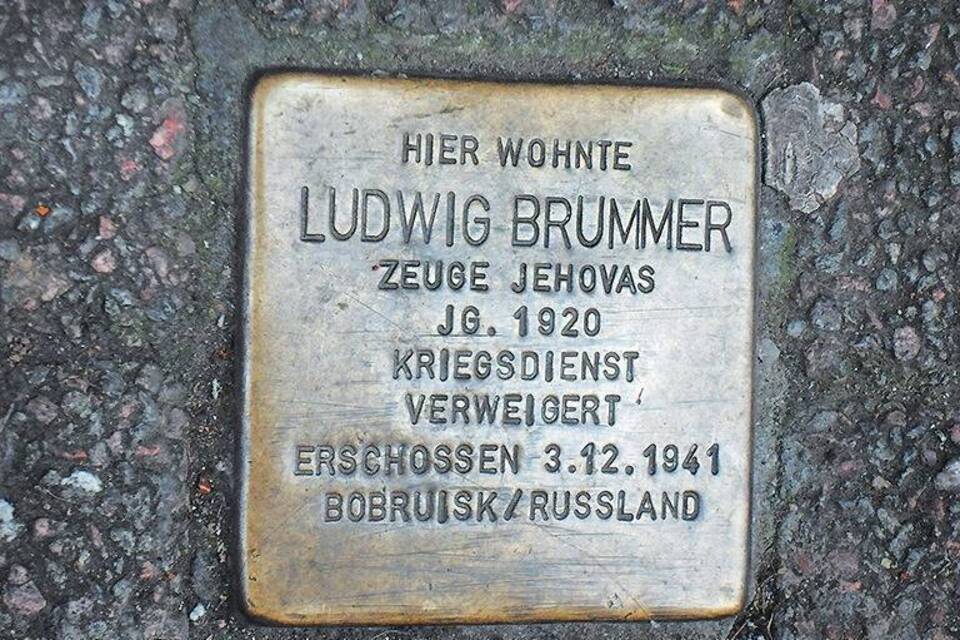 HIER WOHNTE
LUDWIG BRUMMER
ZEUGE JEHOVAS
JG. 1920
KRIEGSDIENST
VERWEIGERT
ERSCHOSSEN 3.12.1941
BOBRUISK/RUSSLAND